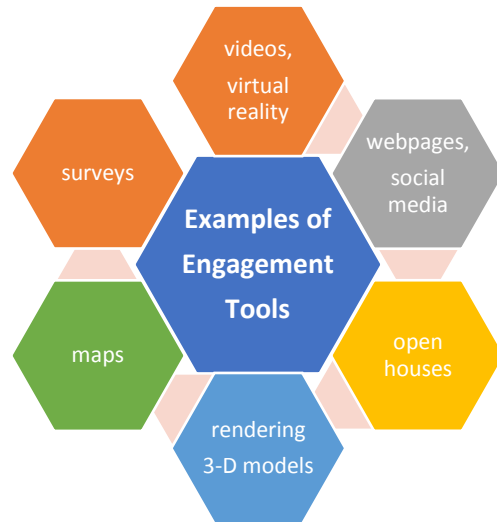 videos,
virtual
reality
webpages,
social
media
surveys
Examples of
Engagement
Tools
maps
open
houses
rendering
3-D models